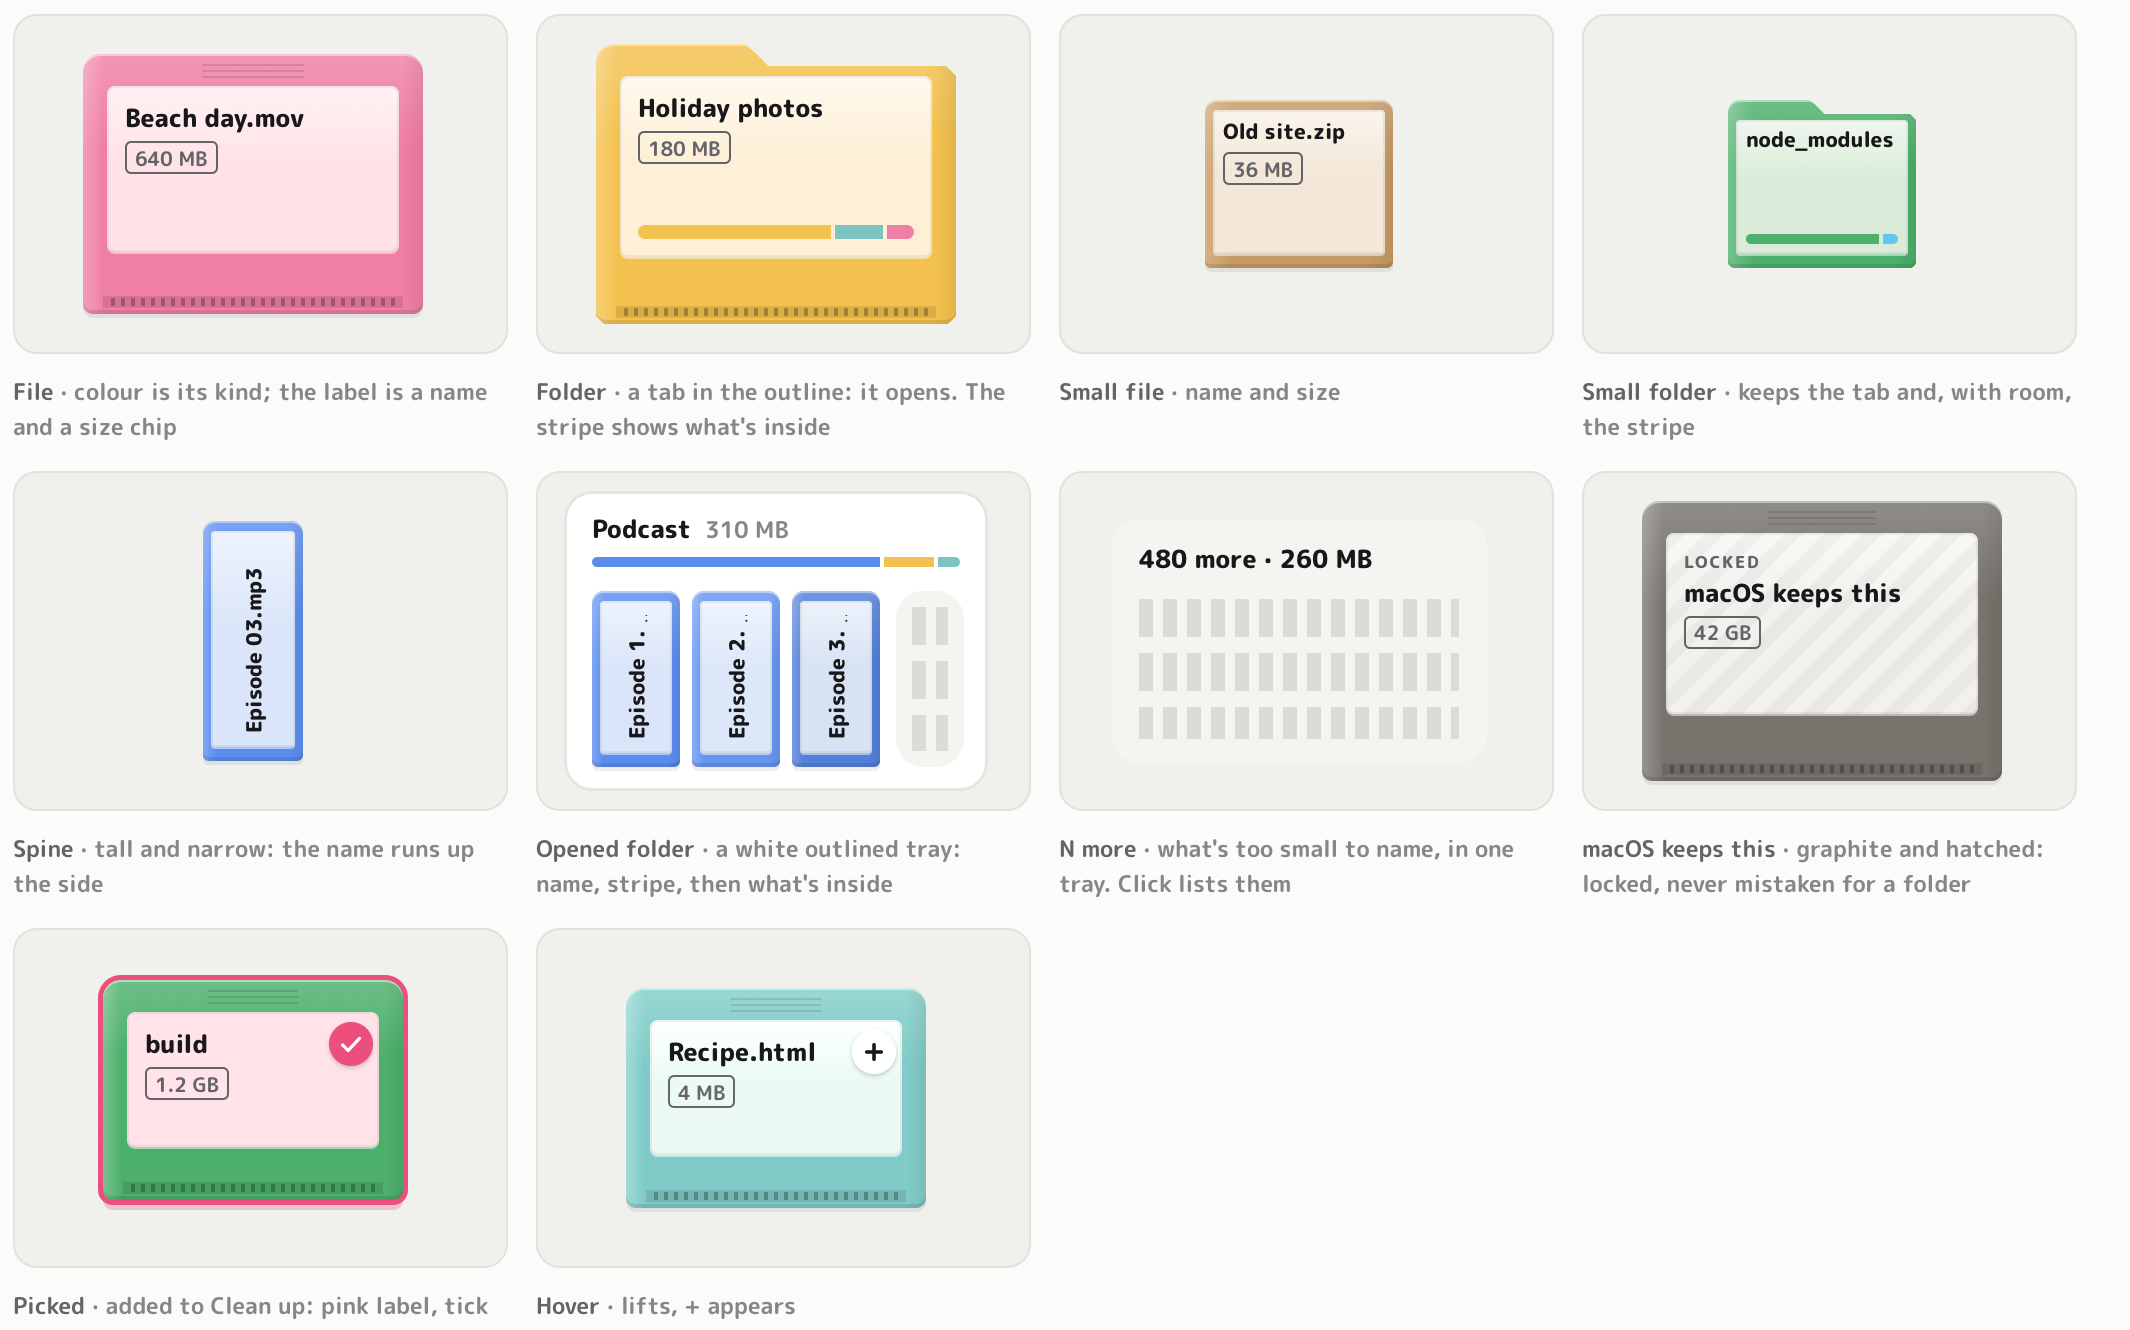 Beach day.mov
640 MB
Holiday photos
180 MB
Old site.zip
36 MB
node_modules
File · colour is its kind; the label is a name
and a size chip
Folder · a tab in the outline: it opens. The
stripe shows what's inside
Small file · name and size
Small folder · keeps the tab and, with room,
the stripe
Episode 03.mp3
Podcast 310 MB
Episode 1. ..
Episode 2. ..
Episode 3. ..
480 more · 260 MB
LOCKED
macOS keeps this
42 GB
Spine · tall and narrow: the name runs up
the side
Opened folder · a white outlined tray:
name, stripe, then what's inside
N more · what's too small to name, in one
tray. Click lists them
macOS keeps this · graphite and hatched:
locked, never mistaken for a folder
build
1.2 GB
Recipe.html
4 MB
Picked · added to Clean up: pink label, tick
Hover · lifts, + appears